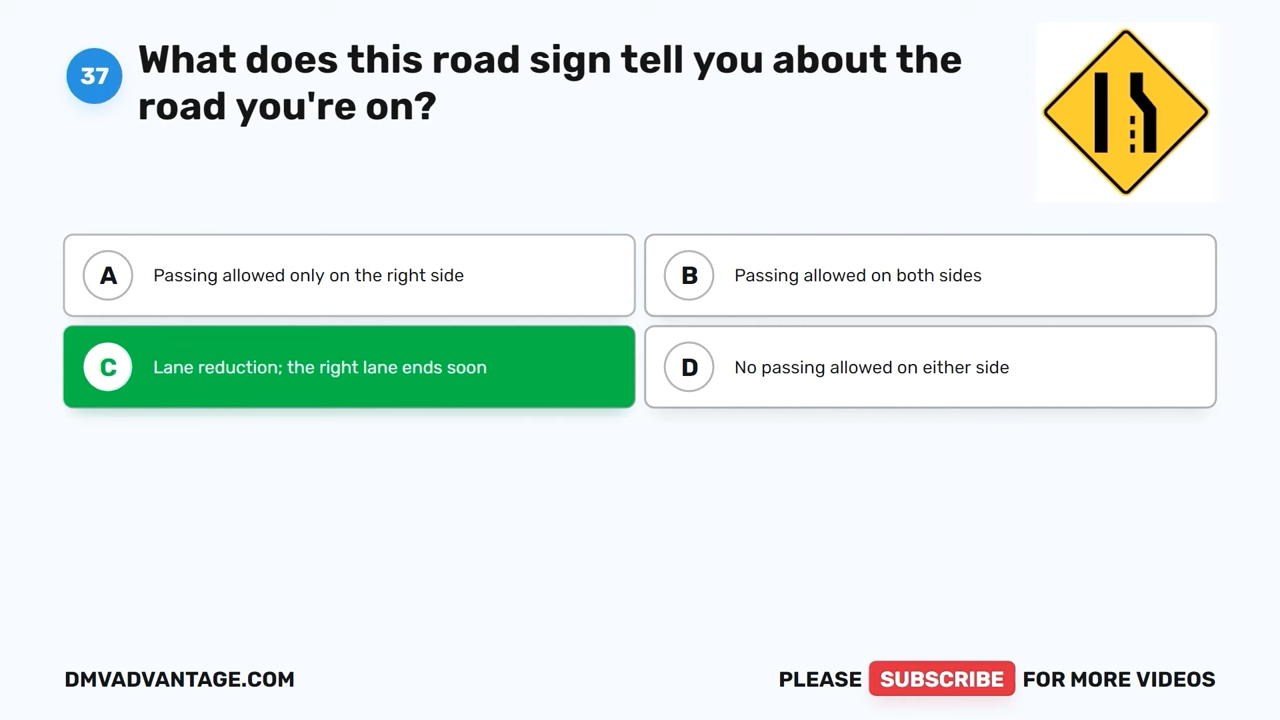 37
What does this road sign tell you about the
road you're on?
A Passing allowed only on the right side
B Passing allowed on both sides
C Lane reduction; the right lane ends soon
D No passing allowed on either side
DMVADVANTAGE.COM
PLEASE SUBSCRIBE FOR MORE VIDEOS